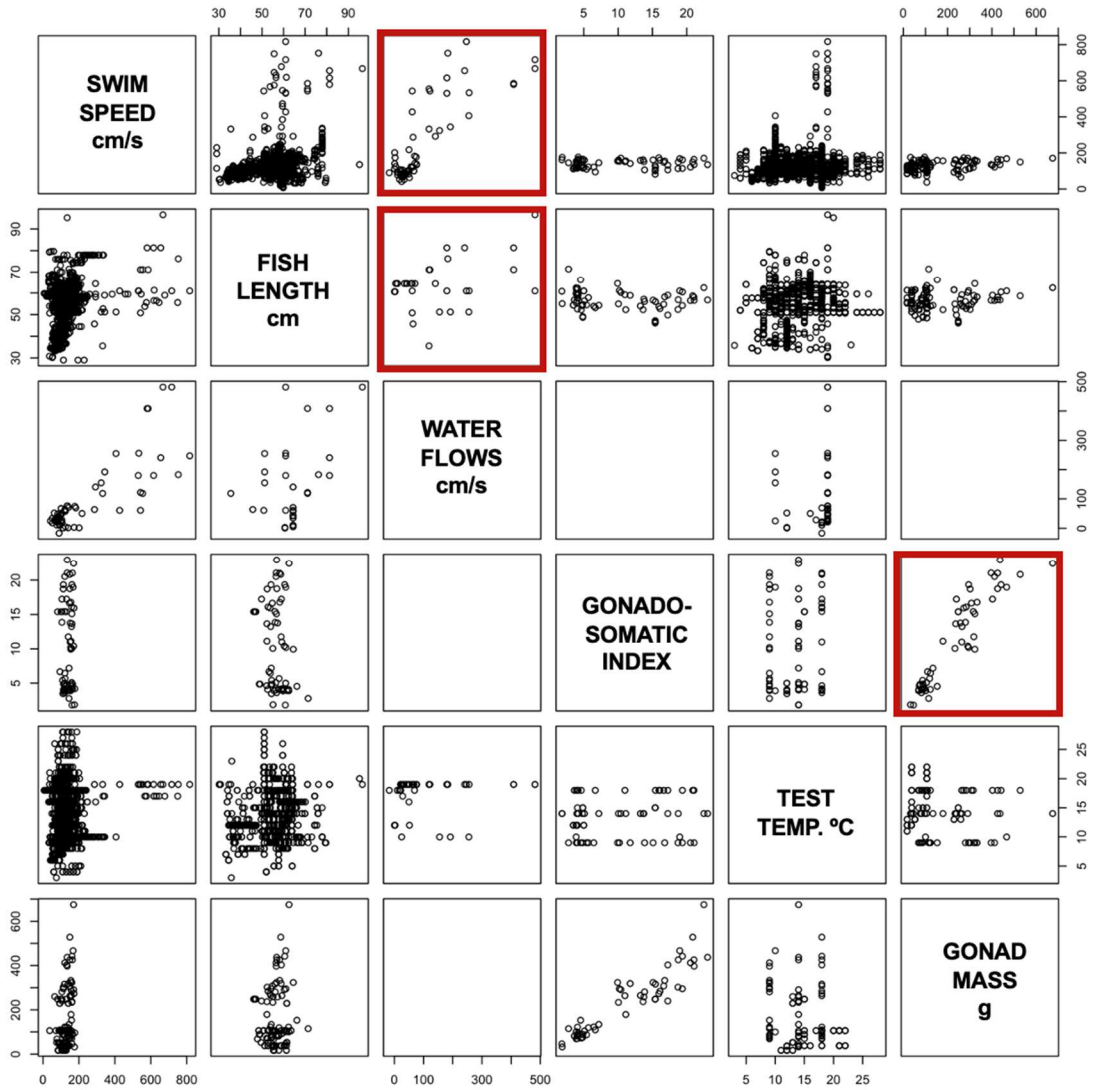 30 50 70 90
5 10 15 20
0 200 400 600
SWIM
SPEED
cm/s
0 200 400 600 800
30 50 70 90
FISH
LENGTH
cm
WATER
FLOWS
cm/s
0 100 300 500
5 10 15 20
GONADO-
SOMATIC
INDEX
TEST
TEMP. ºC
5 10 15 20 25
0 200 400 600
GONAD
MASS
g
0 200 400 600 800
0 100 300 500
5 10 15 20 25